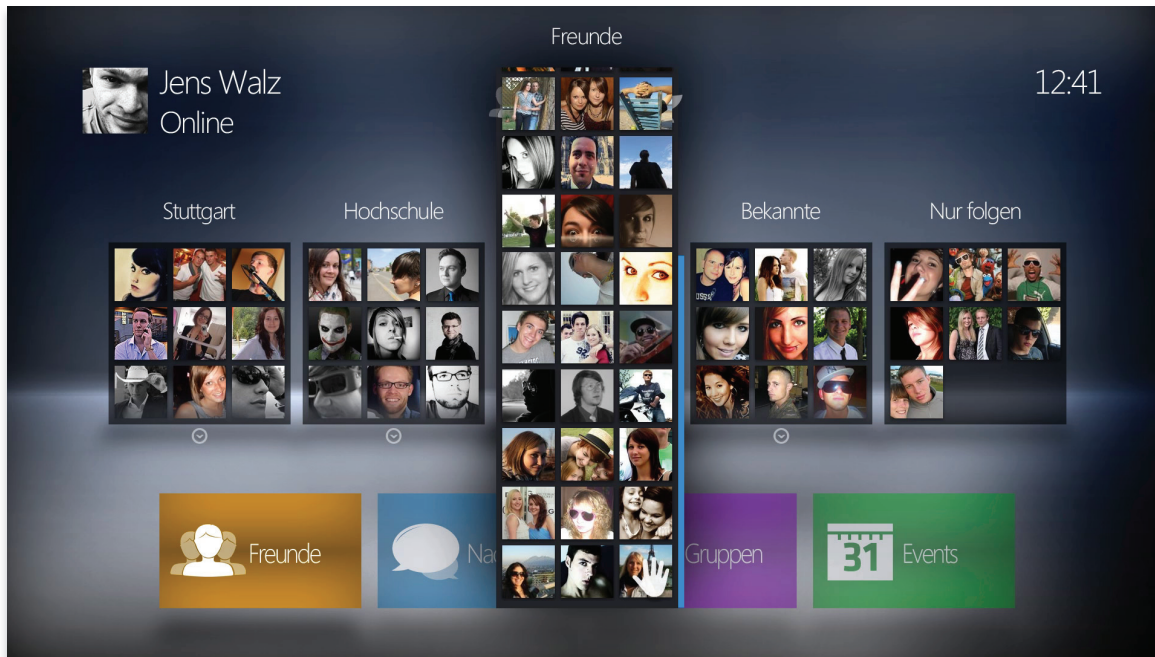 Freunde
Jens Walz
Online
12:41
Stuttgart
Hochschule
Bekannte
Nur folgen
Freunde
Gruppen
31
Events